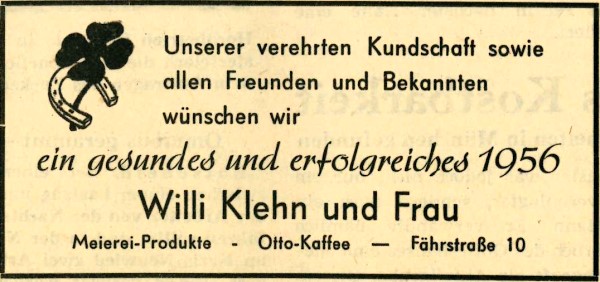 Unserer verehrten Kundschaft sowie
allen Freunden und Bekannten
wünschen wir
ein gesundes und erfolgreiches 1956
Willi Klehn und Frau
Meierei-Produkte - Otto-Kaffee — Fährstraße 10